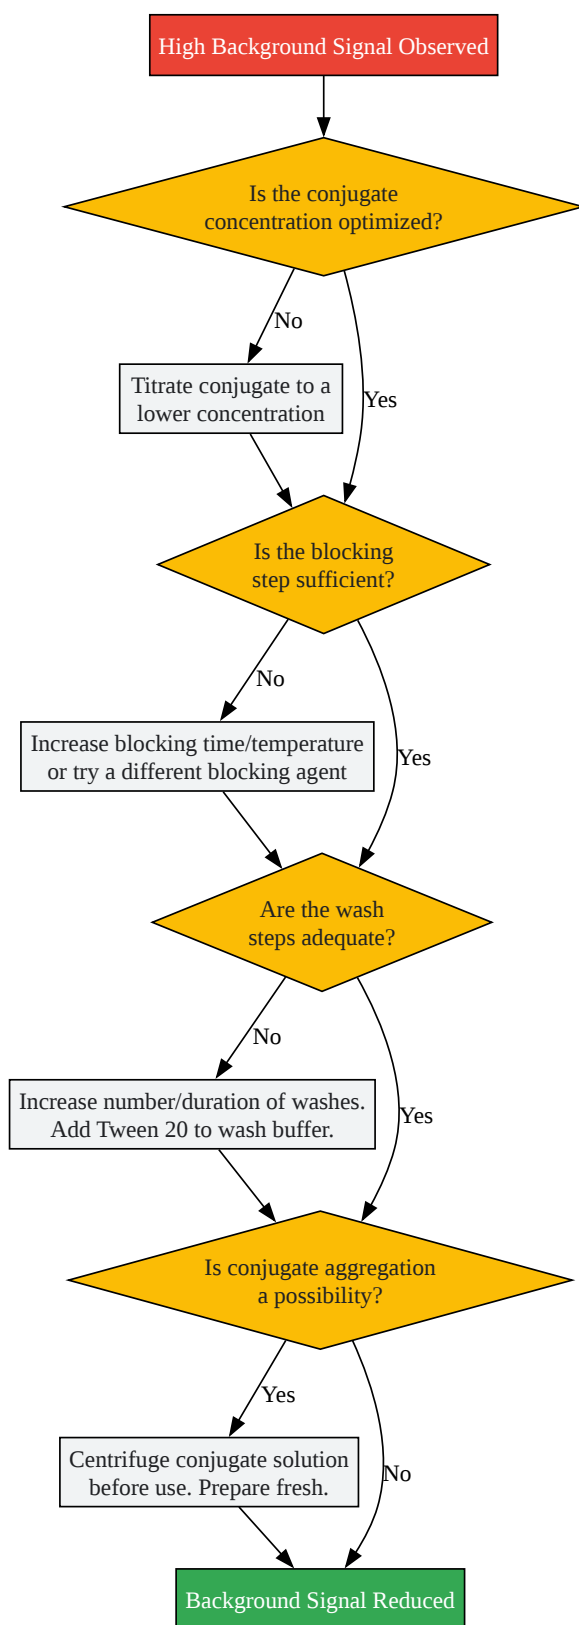 High Background Signal Observed
Is the conjugate
concentration optimized?
No
Yes
Titrate conjugate to a
lower concentration
Is the blocking
step sufficient?
No
Yes
Increase blocking time/temperature
or try a different blocking agent
Are the wash
steps adequate?
No
Yes
Increase number/duration of washes.
Add Tween 20 to wash buffer.
Is conjugate aggregation
a possibility?
Yes
No
Centrifuge conjugate solution
before use. Prepare fresh.
Background Signal Reduced